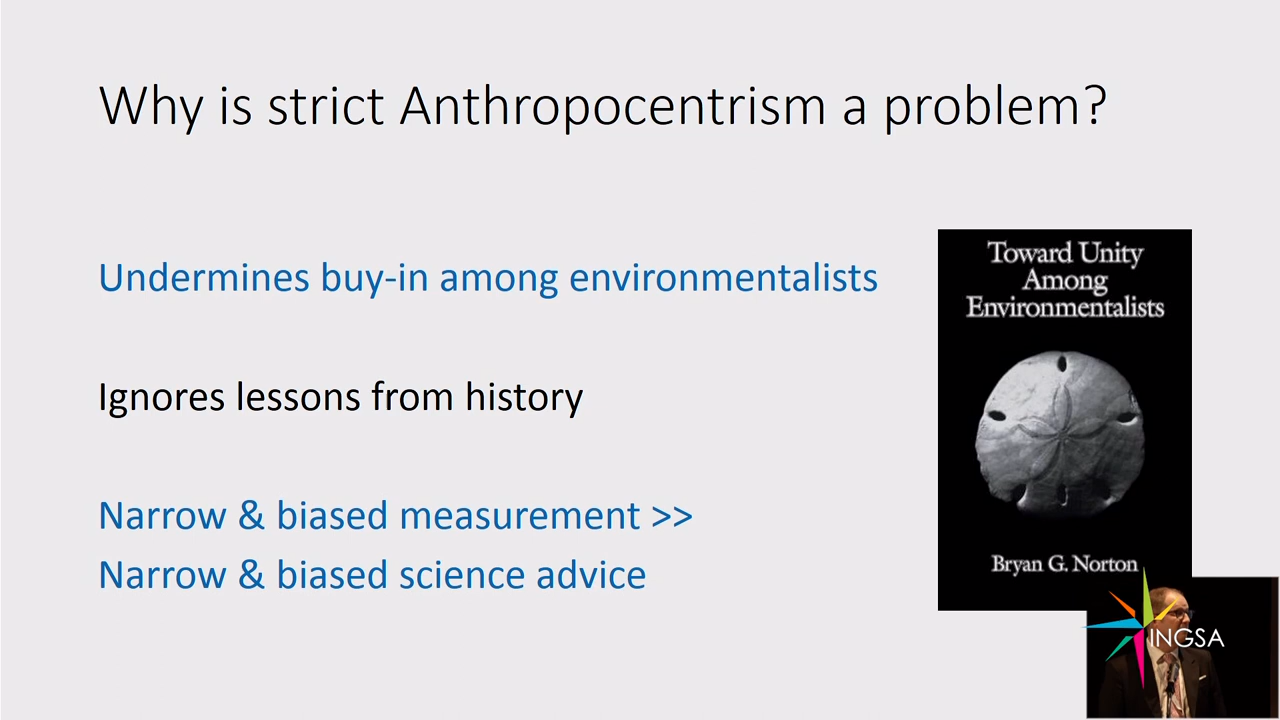 Why is strict Anthropocentrism a problem?
Undermines buy-in among environmentalists
Ignores lessons from history
Narrow & biased measurement >>
Narrow & biased science advice
Toward Unity
Among
Environmentalists
Bryan G. Norton
INGSA